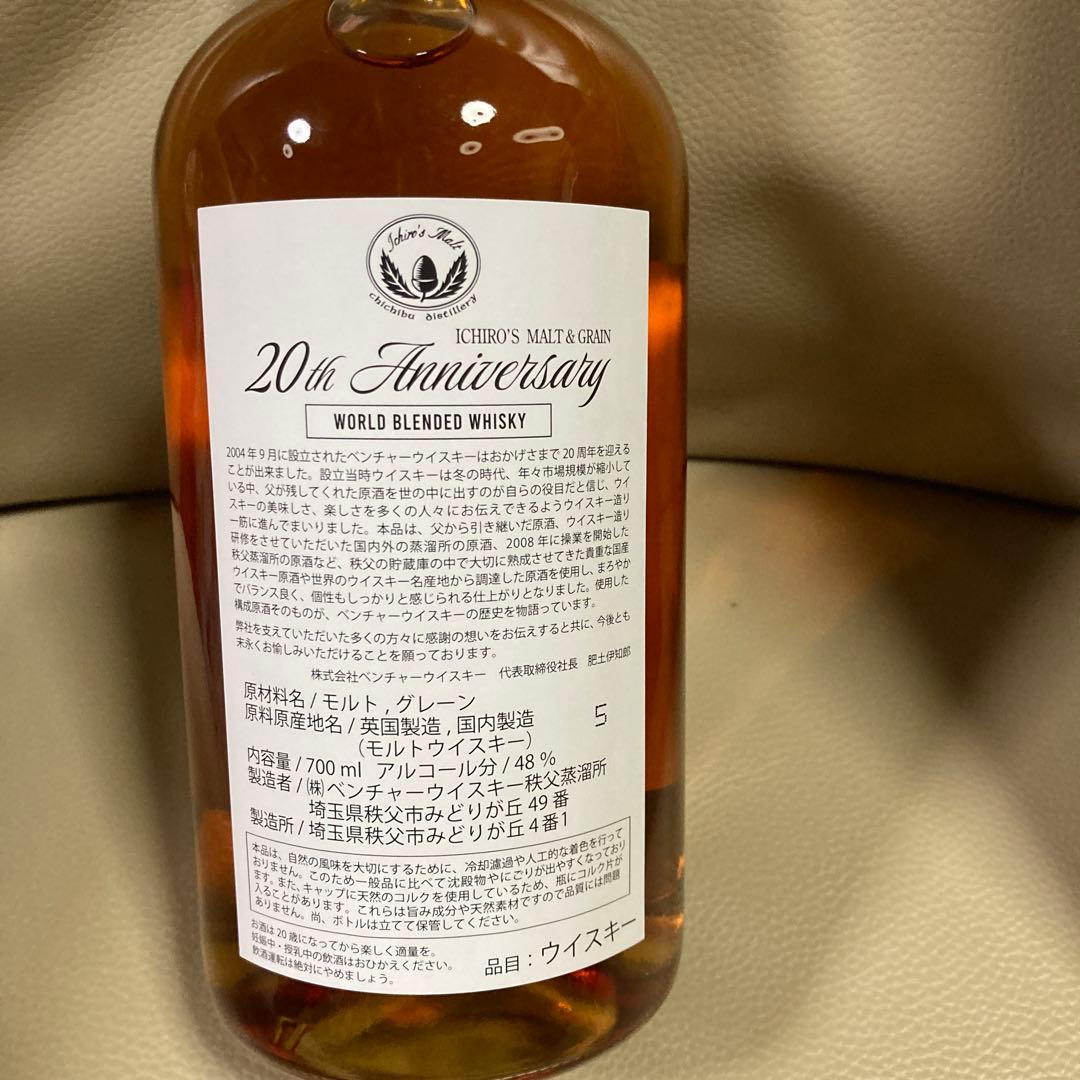 Ichiro's Malt
chichibu distillery
ICHIRO'S MALT & GRAIN
20th Anniversary
WORLD BLENDED WHISKY
2004年9月に設立されたベンチャーウイスキーはおかげさまで20周年を迎える
ことが出来ました。設立当時ウイスキーは冬の時代、年々市場規模が縮小して
いる中、父が残してくれた原酒を世の中に出すのが自らの役目だと信じ、ウイ
スキーの美味しさ、楽しさを多くの人々にお伝えできるようウイスキー造り
一筋に進んでまいりました。本品は、父から引き継いだ原酒、ウイスキー造り
研修をさせていただいた国内外の蒸溜所の原酒、2008年に操業を開始した
秩父蒸溜所の原酒など、秩父の貯蔵庫の中で大切に熟成させてきた貴重な国産
ウイスキー原酒や世界のウイスキー名産地から調達した原酒を使用し、まろやか
でバランス良く、個性もしっかりと感じられる仕上がりとなりました。使用した
構成原酒そのものが、ベンチャーウイスキーの歴史を物語っています。
弊社を支えていただいた多くの方々に感謝の想いをお伝えすると共に、今後とも
末永くお愉しみいただけることを願っております。
株式会社ベンチャーウイスキー 代表取締役社長 肥土伊知郎
原材料名/モルト,グレーン
原料原産地名/英国製造,国内製造
(モルトウイスキー)
5
内容量/700ml アルコール分/48%
製造者/㈱ベンチャーウイスキー秩父蒸溜所
埼玉県秩父市みどりが丘49番
製造所/埼玉県秩父市みどりが丘4番1
本品は、自然の風味を大切にするために、冷却濾過や人工的な着色を行って
おりません。このため一般品に比べて沈殿物やにごりが出やすくなっており
ます。また、キャップに天然のコルクを使用しているため、瓶にコルク片が
入ることがあります。これらは旨み成分や天然素材ですので品質には問題
ありません。尚、ボトルは立てて保管してください。
お酒は20歳になってから楽しく適量を。
妊娠中・授乳中の飲酒はおひかえください。
飲酒運転は絶対にやめましょう。
品目:ウイスキー